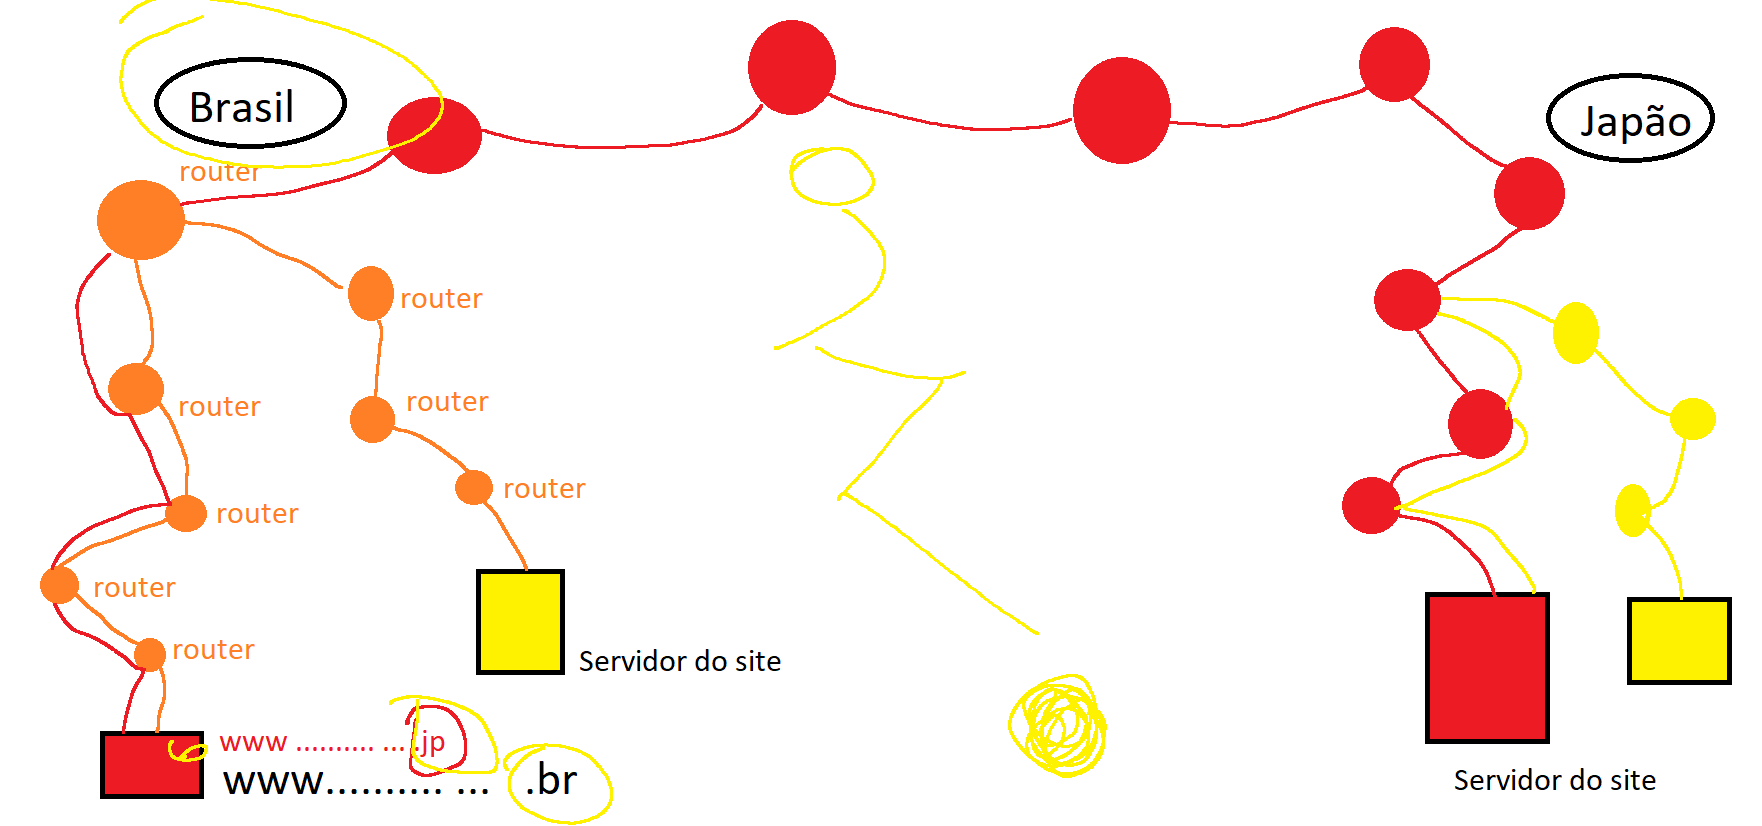 Brasil
Japão
router
router
router
router
router
router
router
router
Servidor do site
www .......... ... .jp
www.......... ... .br
Servidor do site